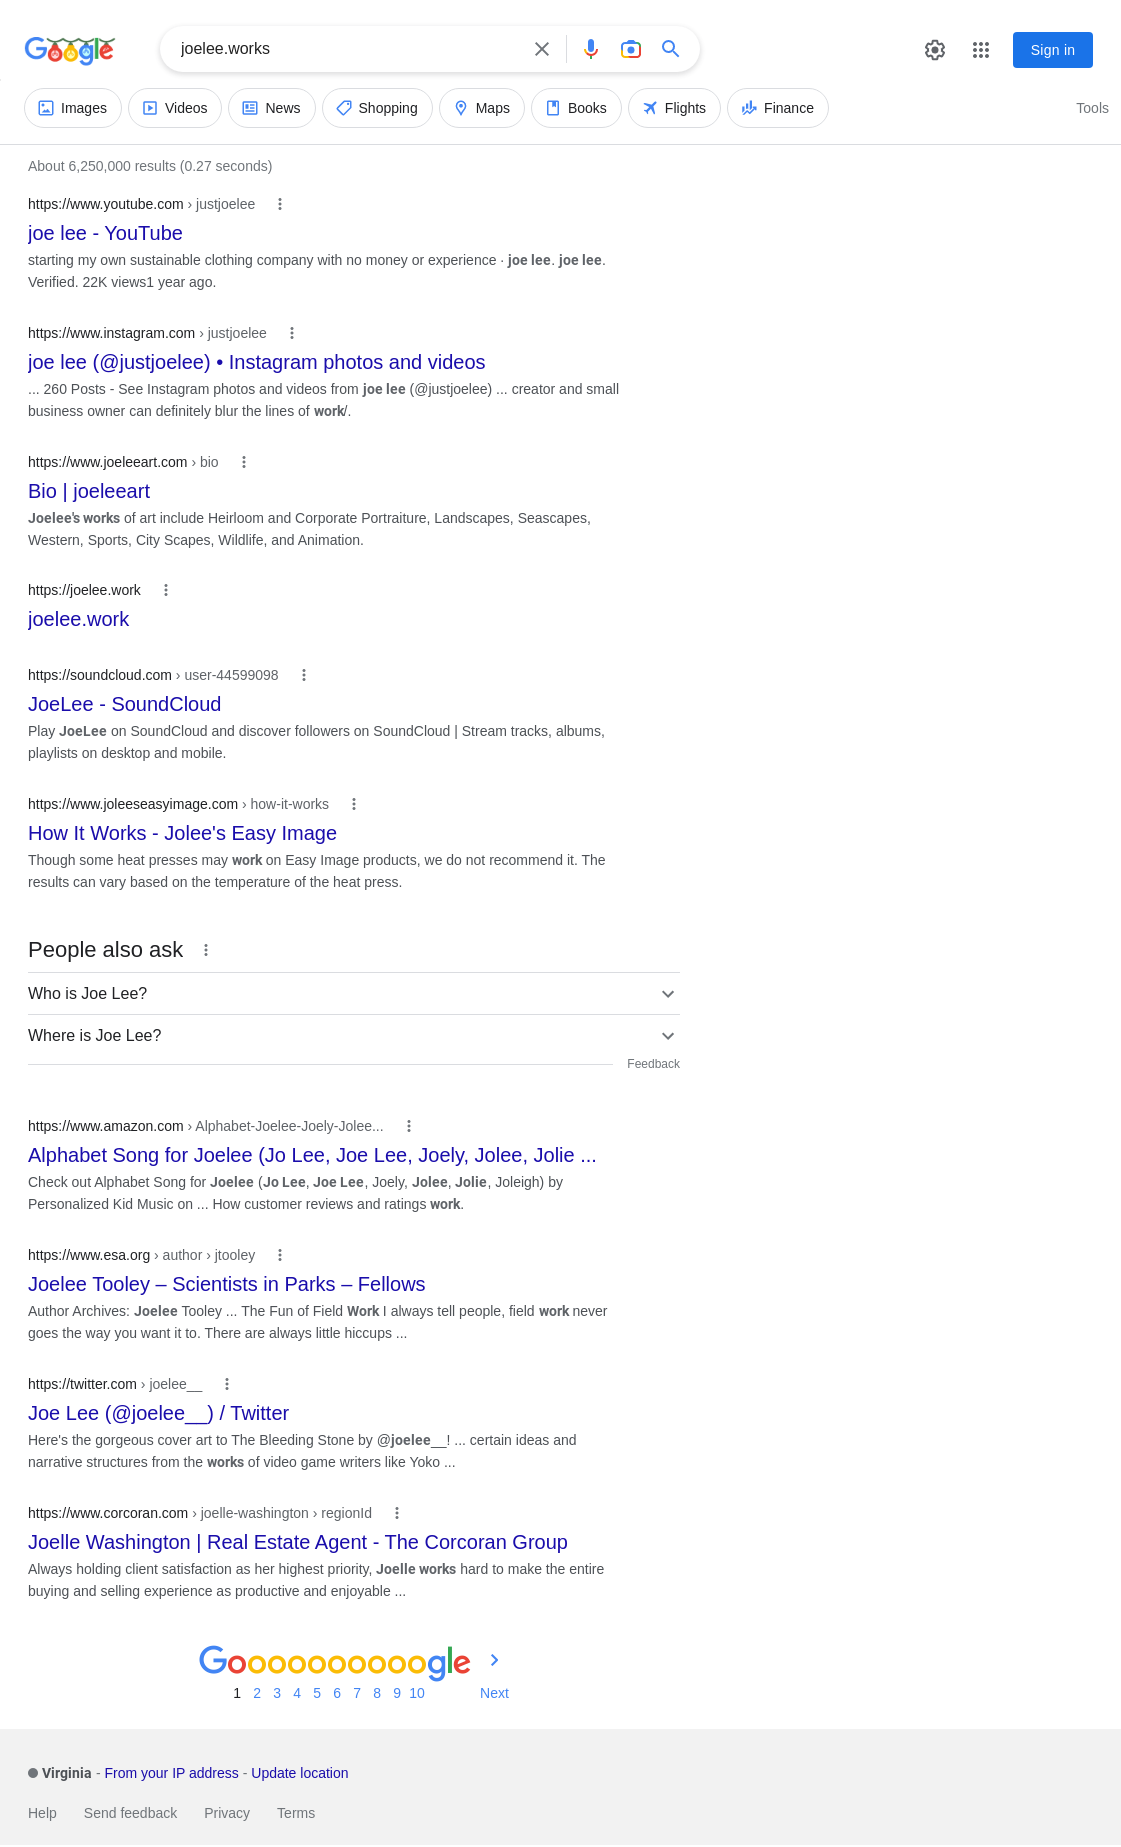 Google
joelee.works
Sign in
Images Videos News Shopping Maps Books Flights Finance Tools
About 6,250,000 results (0.27 seconds)
https://www.youtube.com › justjoelee
joe lee - YouTube
starting my own sustainable clothing company with no money or experience · joe lee. joe lee.
Verified. 22K views1 year ago.
https://www.instagram.com › justjoelee
joe lee (@justjoelee) • Instagram photos and videos
... 260 Posts - See Instagram photos and videos from joe lee (@justjoelee) ... creator and small
business owner can definitely blur the lines of work/.
https://www.joeleeart.com › bio
Bio | joeleeart
Joelee's works of art include Heirloom and Corporate Portraiture, Landscapes, Seascapes,
Western, Sports, City Scapes, Wildlife, and Animation.
https://joelee.work
joelee.work
https://soundcloud.com › user-44599098
JoeLee - SoundCloud
Play JoeLee on SoundCloud and discover followers on SoundCloud | Stream tracks, albums,
playlists on desktop and mobile.
https://www.joleeseasyimage.com › how-it-works
How It Works - Jolee's Easy Image
Though some heat presses may work on Easy Image products, we do not recommend it. The
results can vary based on the temperature of the heat press.
People also ask
Who is Joe Lee?
Where is Joe Lee?
Feedback
https://www.amazon.com › Alphabet-Joelee-Joely-Jolee...
Alphabet Song for Joelee (Jo Lee, Joe Lee, Joely, Jolee, Jolie ...
Check out Alphabet Song for Joelee (Jo Lee, Joe Lee, Joely, Jolee, Jolie, Joleigh) by
Personalized Kid Music on ... How customer reviews and ratings work.
https://www.esa.org › author › jtooley
Joelee Tooley – Scientists in Parks – Fellows
Author Archives: Joelee Tooley ... The Fun of Field Work I always tell people, field work never
goes the way you want it to. There are always little hiccups ...
https://twitter.com › joelee__
Joe Lee (@joelee__) / Twitter
Here's the gorgeous cover art to The Bleeding Stone by @joelee__! ... certain ideas and
narrative structures from the works of video game writers like Yoko ...
https://www.corcoran.com › joelle-washington › regionId
Joelle Washington | Real Estate Agent - The Corcoran Group
Always holding client satisfaction as her highest priority, Joelle works hard to make the entire
buying and selling experience as productive and enjoyable ...
Goooooooooogle
1 2 3 4 5 6 7 8 9 10 Next
Virginia - From your IP address - Update location
Help Send feedback Privacy Terms